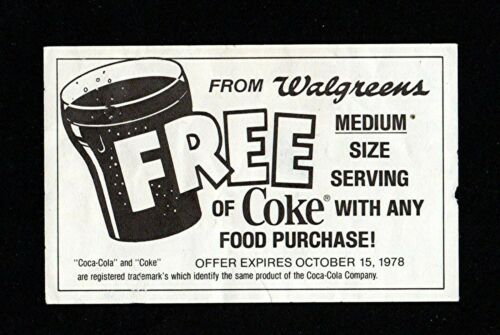 FROM Walgreens
FREE
MEDIUM
SIZE
SERVING
OF Coke® WITH ANY
FOOD PURCHASE!
"Coca-Cola" and "Coke" OFFER EXPIRES OCTOBER 15, 1978
are registered trademark's which identify the same product of the Coca-Cola Company.